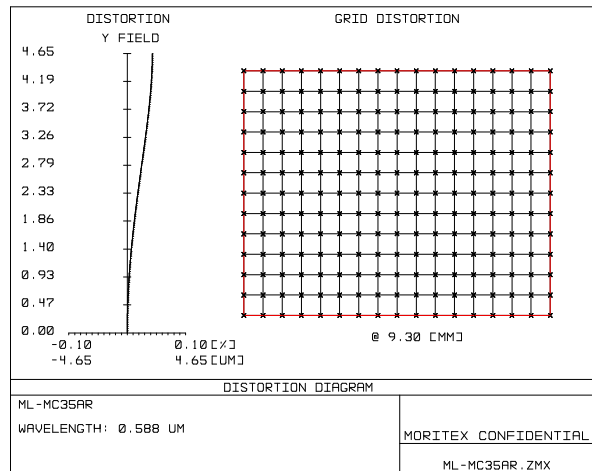 DISTORTION
Y FIELD
GRID DISTORTION
4.65
4.19
3.72
3.26
2.79
2.33
1.86
1.40
0.93
0.47
0.00
-0.10 0.10 [%]
-4.65 4.65 [UM]
@ 9.30 [MM]
DISTORTION DIAGRAM
ML-MC35AR
WAVELENGTH: 0.588 UM
MORITEX CONFIDENTIAL
ML-MC35AR.ZMX